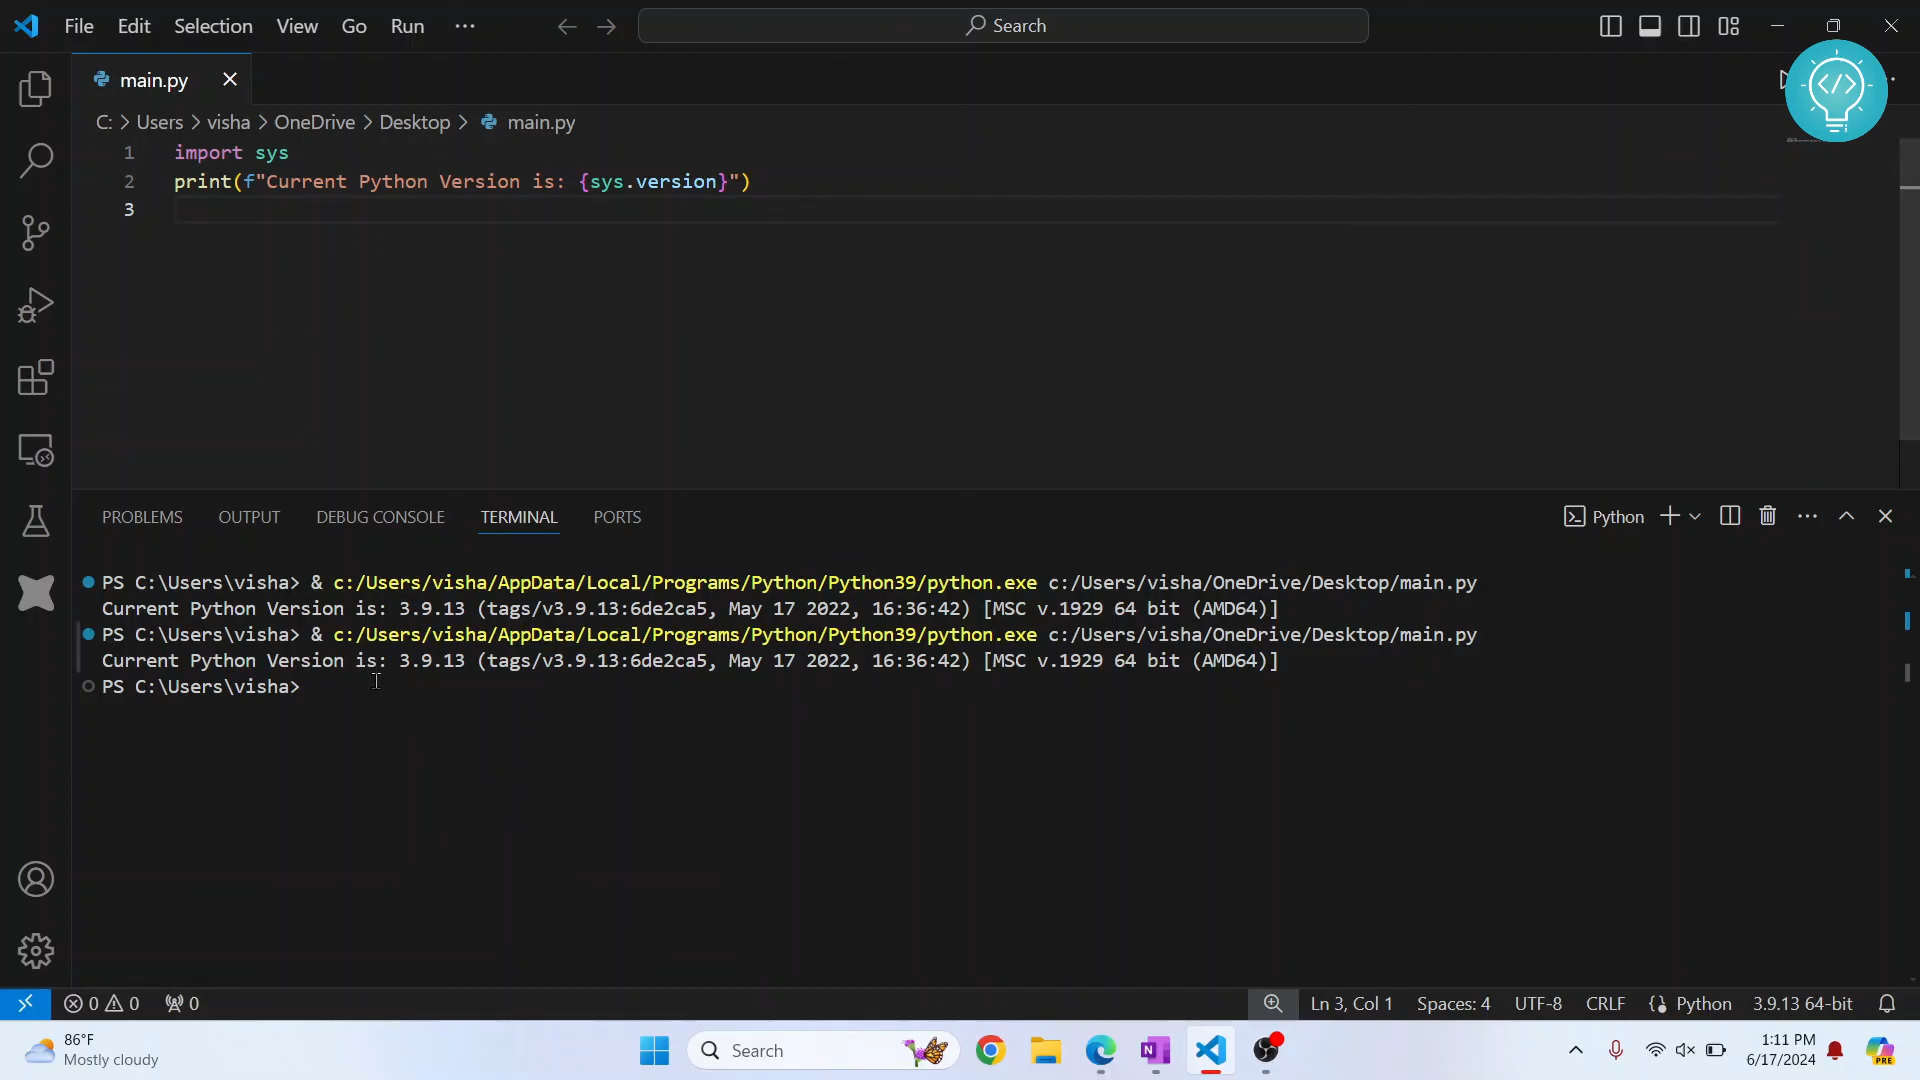 File Edit Selection View Go Run ···
Search
main.py
C: > Users > visha > OneDrive > Desktop > main.py
1 import sys
2 print(f"Current Python Version is: {sys.version}")
3
</>
PROBLEMS OUTPUT DEBUG CONSOLE TERMINAL PORTS
Python
PS C:\Users\visha> & c:/Users/visha/AppData/Local/Programs/Python/Python39/python.exe c:/Users/visha/OneDrive/Desktop/main.py
Current Python Version is: 3.9.13 (tags/v3.9.13:6de2ca5, May 17 2022, 16:36:42) [MSC v.1929 64 bit (AMD64)]
PS C:\Users\visha> & c:/Users/visha/AppData/Local/Programs/Python/Python39/python.exe c:/Users/visha/OneDrive/Desktop/main.py
Current Python Version is: 3.9.13 (tags/v3.9.13:6de2ca5, May 17 2022, 16:36:42) [MSC v.1929 64 bit (AMD64)]
PS C:\Users\visha>
0 0 0 Ln 3, Col 1 Spaces: 4 UTF-8 CRLF {} Python 3.9.13 64-bit
86°F
Mostly cloudy
Search
1:11 PM
6/17/2024
PRE